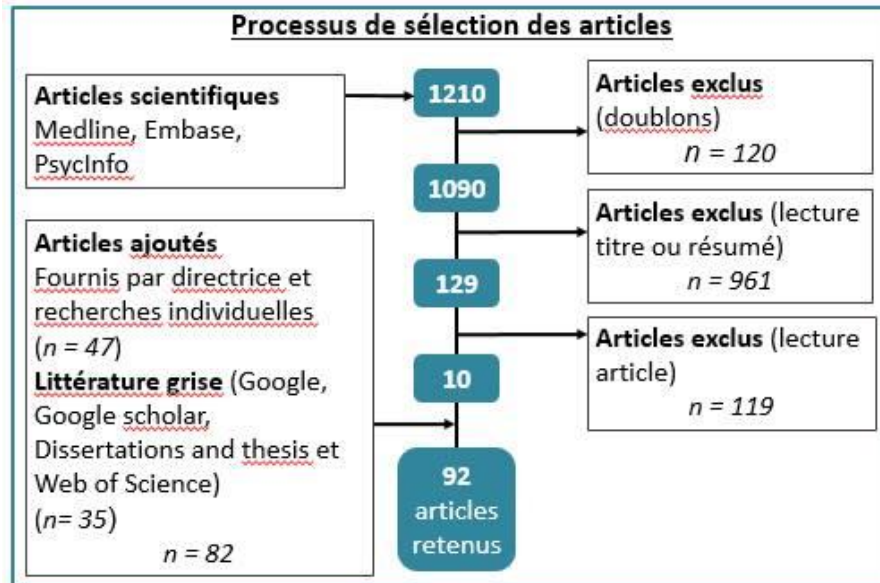 Processus de sélection des articles
Articles scientifiques
Medline, Embase,
PsycInfo
1210
Articles exclus
(doublons)
n = 120
1090
Articles exclus (lecture
titre ou résumé)
n = 961
129
Articles exclus (lecture
article)
n = 119
10
Articles ajoutés
Fournis par directrice et
recherches individuelles
(n = 47)
Littérature grise (Google,
Google scholar,
Dissertations and thesis et
Web of Science)
(n= 35)
n = 82
92
articles
retenus